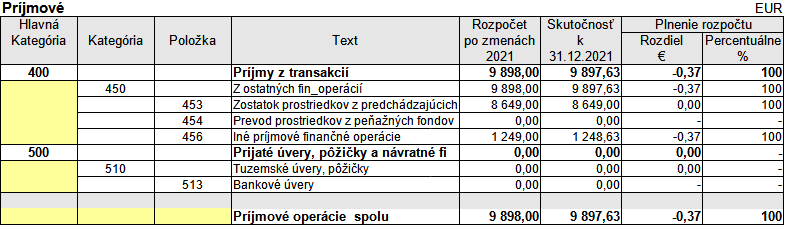 Príjmové EUR
Hlavná Kategória Kategória Položka Text Rozpočet po zmenách 2021 Skutočnosť k 31.12.2021 Plnenie rozpočtu
Rozdiel € Percentuálne %
400 Príjmy z transakcií 9 898,00 9 897,63 -0,37 100
450 Z ostatných fin_operácií 9 898,00 9 897,63 -0,37 100
453 Zostatok prostriedkov z predchádzajúcich 8 649,00 8 649,00 0,00 100
454 Prevod prostriedkov z peňažných fondov 0,00 0,00 - -
456 Iné príjmové finančné operácie 1 249,00 1 248,63 -0,37 100
500 Prijaté úvery, pôžičky a návratné fi 0,00 0,00 0,00 -
510 Tuzemské úvery, pôžičky 0,00 0,00 0,00 -
513 Bankové úvery 0,00 0,00 - -
Príjmové operácie spolu 9 898,00 9 897,63 -0,37 100